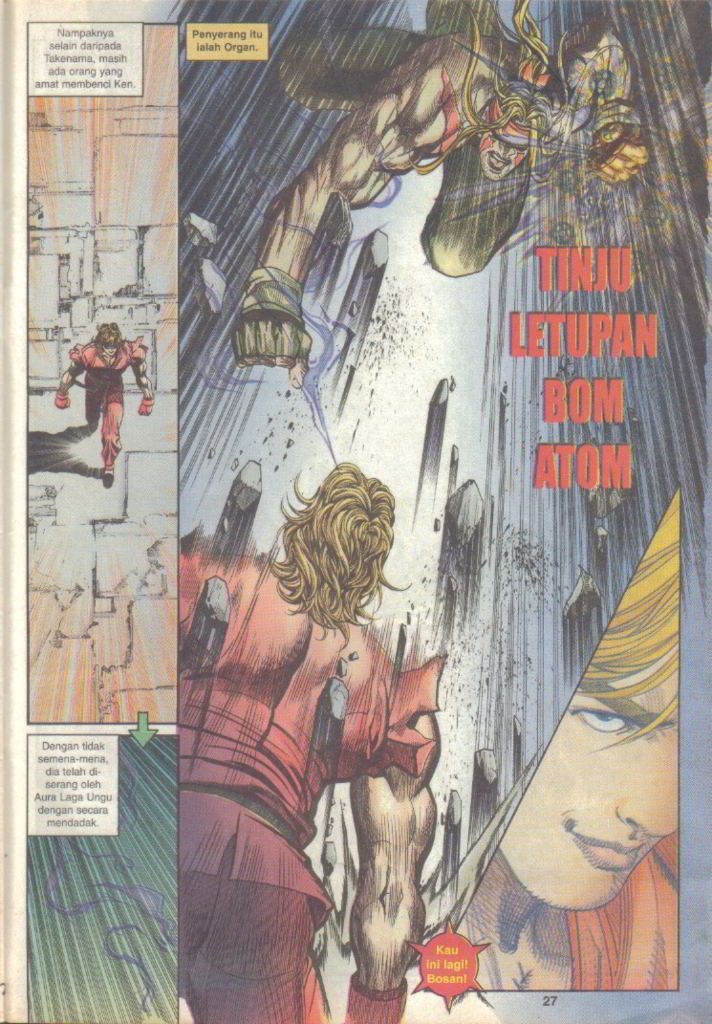 Nampaknya
selain daripada
Takenama, masih
ada orang yang
amat membenci Ken.
Dengan tidak
semena-mena,
dia telah di-
serang oleh
Aura Laga Ungu
dengan secara
mendadak.
Penyerang itu
ialah Organ.
TINJU
LETUPAN
BOM
ATOM
Kau
ini lagi!
Bosan!
27